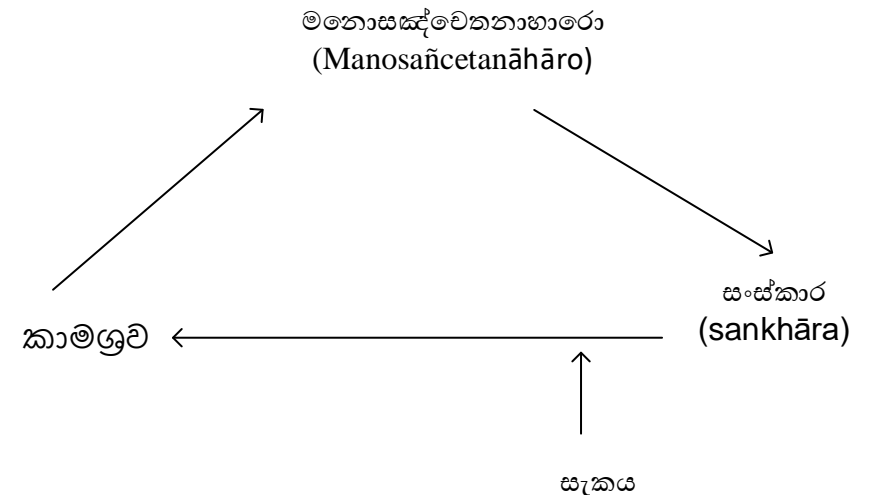 මනොසඤ්චෙතනාහාරො
(Manosañcetanāhāro)
සංස්කාර
(sankhāra)
කාමශ්‍රව
සැකය